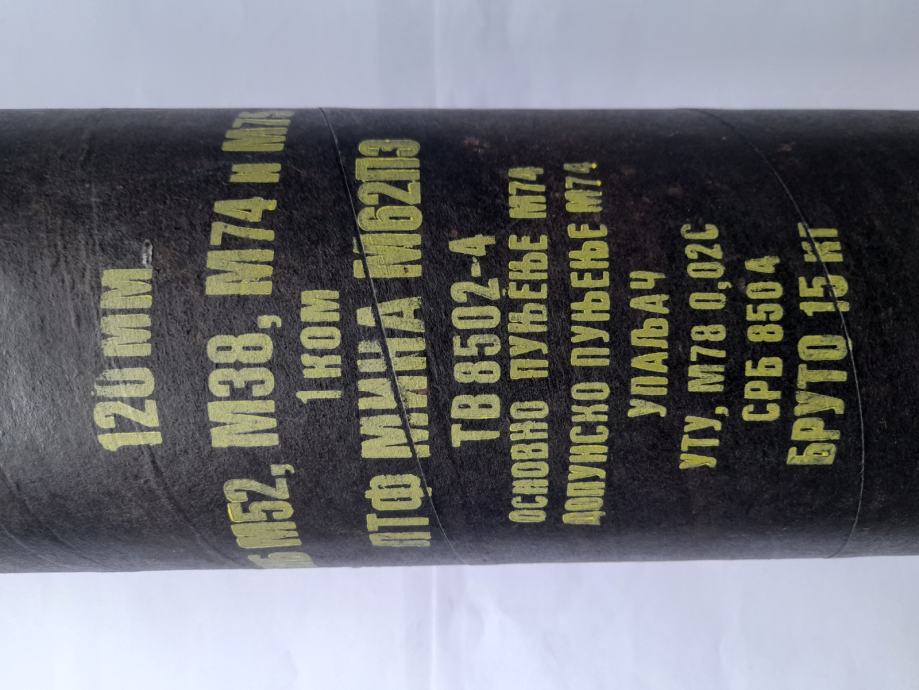 120 ММ
М52, М38, М74 и М75
1 КОМ
ЛТФ МИНА М62П3
ТВ 8502-4
ОСНОВНО ПУЊЕЊЕ М74
ДОПУНСКО ПУЊЕЊЕ М74
УПАЉАЧ
УТУ, М78 0,02С
СРБ 8504
БРУТО 15 кг